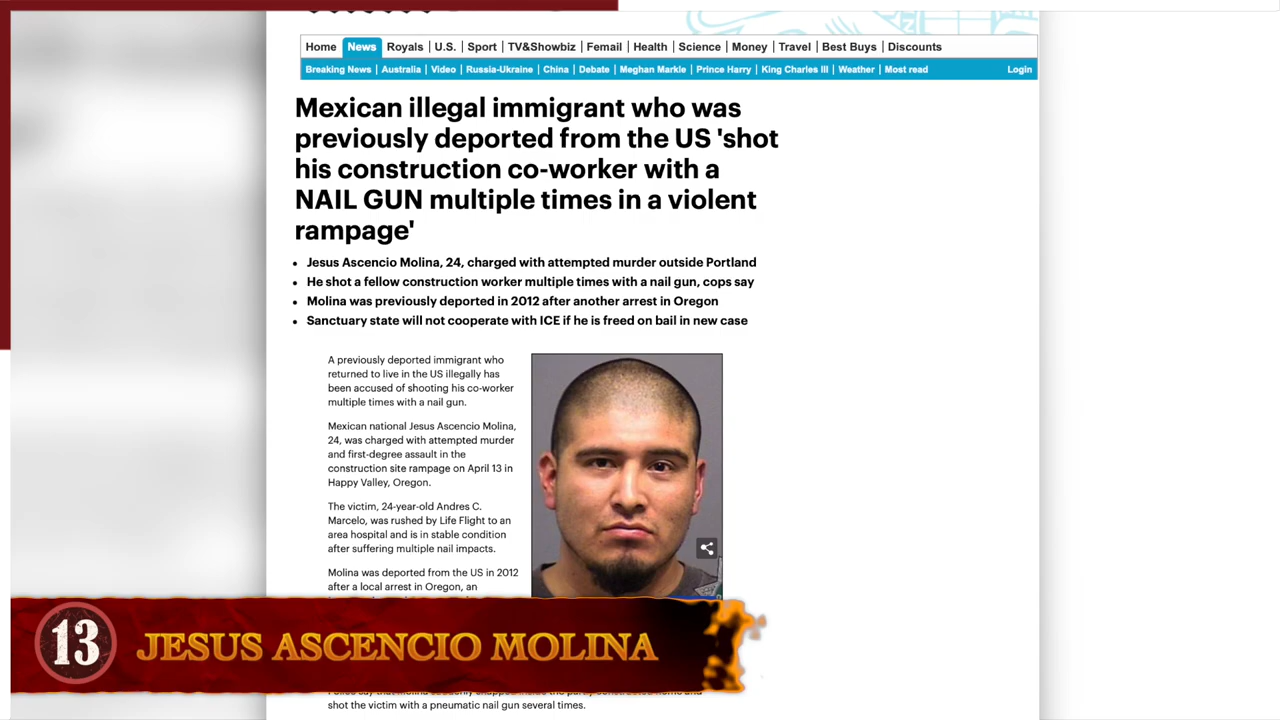 Home News Royals U.S. Sport TV&Showbiz Femail Health Science Money Travel Best Buys Discounts
Breaking News Australia Video Russia-Ukraine China Debate Meghan Markle Prince Harry King Charles III Weather Most read Login
Mexican illegal immigrant who was
previously deported from the US 'shot
his construction co-worker with a
NAIL GUN multiple times in a violent
rampage'
• Jesus Ascencio Molina, 24, charged with attempted murder outside Portland
• He shot a fellow construction worker multiple times with a nail gun, cops say
• Molina was previously deported in 2012 after another arrest in Oregon
• Sanctuary state will not cooperate with ICE if he is freed on bail in new case
A previously deported immigrant who
returned to live in the US illegally has
been accused of shooting his co-worker
multiple times with a nail gun.
Mexican national Jesus Ascencio Molina,
24, was charged with attempted murder
and first-degree assault in the
construction site rampage on April 13 in
Happy Valley, Oregon.
The victim, 24-year-old Andres C.
Marcelo, was rushed by Life Flight to an
area hospital and is in stable condition
after suffering multiple nail impacts.
Molina was deported from the US in 2012
after a local arrest in Oregon, an
13 JESUS ASCENCIO MOLINA
shot the victim with a pneumatic nail gun several times.